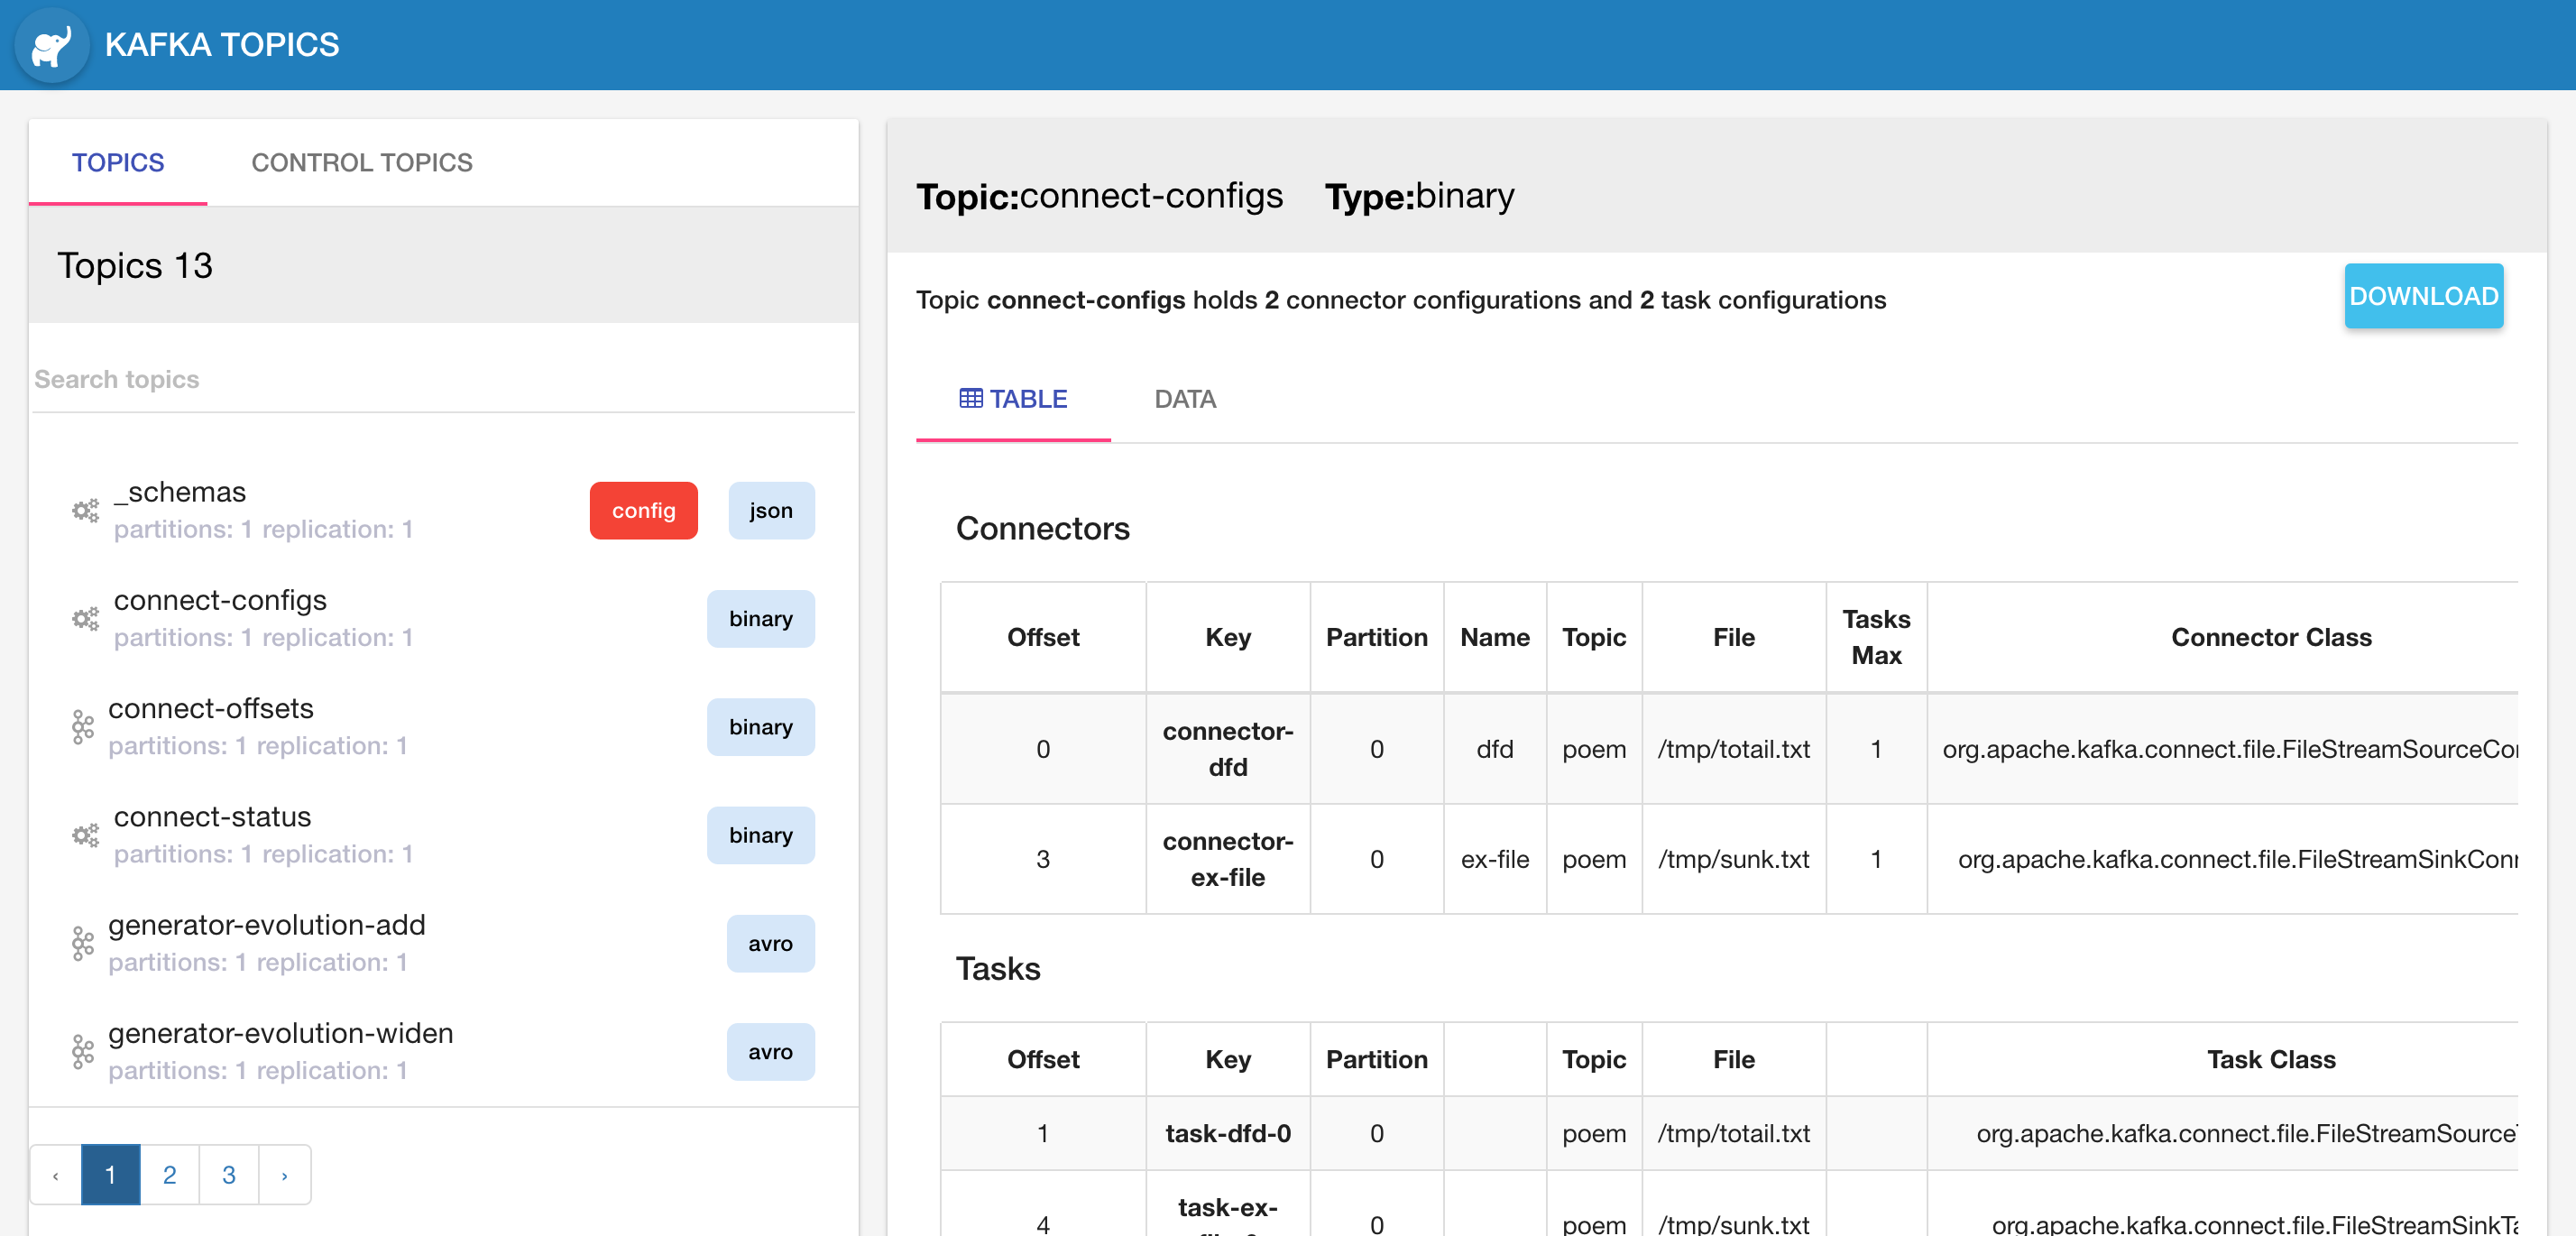 KAFKA TOPICS
TOPICS CONTROL TOPICS
Topics 13
Search topics
_schemas
partitions: 1 replication: 1
config json
connect-configs
partitions: 1 replication: 1
binary
connect-offsets
partitions: 1 replication: 1
binary
connect-status
partitions: 1 replication: 1
binary
generator-evolution-add
partitions: 1 replication: 1
avro
generator-evolution-widen
partitions: 1 replication: 1
avro
‹ 1 2 3 ›
Topic:connect-configs Type:binary
Topic connect-configs holds 2 connector configurations and 2 task configurations
DOWNLOAD
TABLE DATA
Connectors
Offset Key Partition Name Topic File Tasks Max Connector Class
0 connector-dfd 0 dfd poem /tmp/totail.txt 1 org.apache.kafka.connect.file.FileStreamSourceCo
3 connector-ex-file 0 ex-file poem /tmp/sunk.txt 1 org.apache.kafka.connect.file.FileStreamSinkCon
Tasks
Offset Key Partition Topic File Task Class
1 task-dfd-0 0 poem /tmp/totail.txt org.apache.kafka.connect.file.FileStreamSource
4 task-ex- 0 poem /tmp/sunk.txt org.apache.kafka.connect.file.FileStreamSinkTa